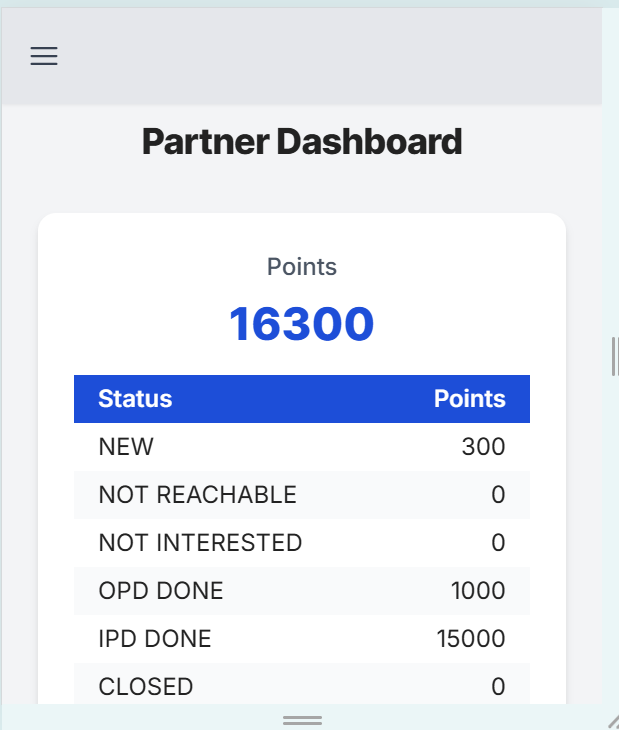 Partner Dashboard
Points
16300
Status Points
NEW 300
NOT REACHABLE 0
NOT INTERESTED 0
OPD DONE 1000
IPD DONE 15000
CLOSED 0